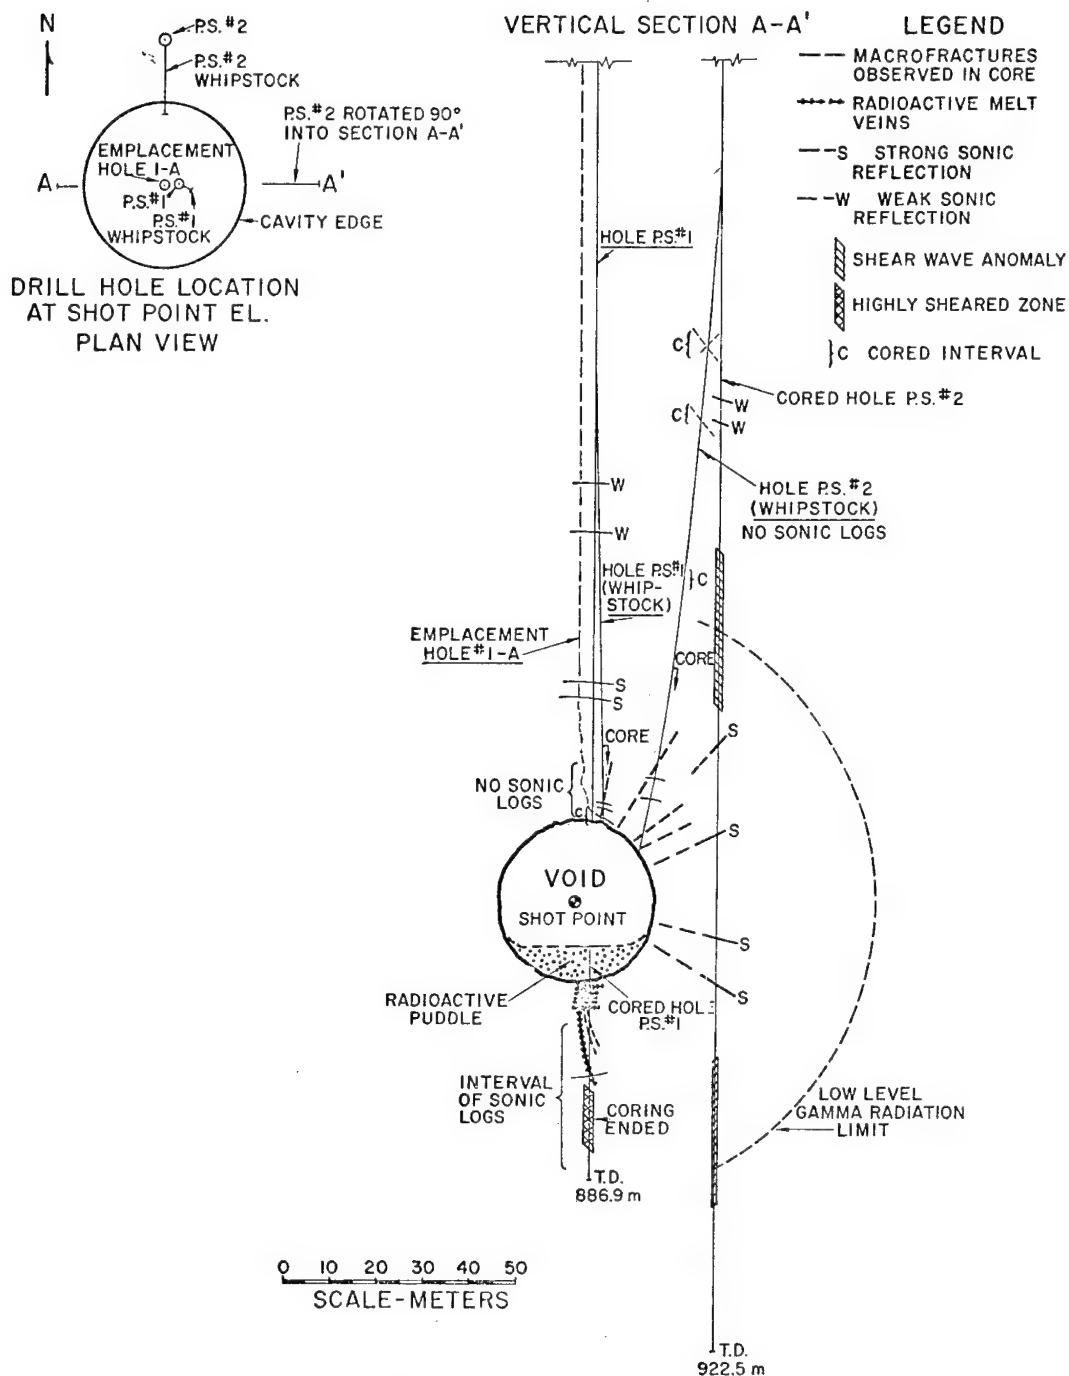 N
P.S.#2
P.S.#2
WHIPSTOCK
P.S.#2 ROTATED 90°
INTO SECTION A-A'
EMPLACEMENT
HOLE 1-A
A
A'
P.S.#1
P.S.#1
WHIPSTOCK
CAVITY EDGE
DRILL HOLE LOCATION
AT SHOT POINT EL.
PLAN VIEW
VERTICAL SECTION A-A'
LEGEND
MACROFRACTURES
OBSERVED IN CORE
RADIOACTIVE MELT
VEINS
S STRONG SONIC
REFLECTION
W WEAK SONIC
REFLECTION
SHEAR WAVE ANOMALY
HIGHLY SHEARED ZONE
}C CORED INTERVAL
HOLE P.S.#1
C{
CORED HOLE P.S.#2
W
C{
W
HOLE P.S.#2
(WHIPSTOCK)
NO SONIC LOGS
W
W
HOLE P.S.#1
(WHIP-
STOCK)
}C
EMPLACEMENT
HOLE#1-A
CORE
S
S
S
CORE
NO SONIC
LOGS
C
S
VOID
SHOT POINT
S
S
RADIOACTIVE
PUDDLE
CORED HOLE
P.S.#1
INTERVAL
OF SONIC
LOGS
CORING
ENDED
LOW LEVEL
GAMMA RADIATION
LIMIT
T.D.
886.9 m
0 10 20 30 40 50
SCALE-METERS
T.D.
922.5 m